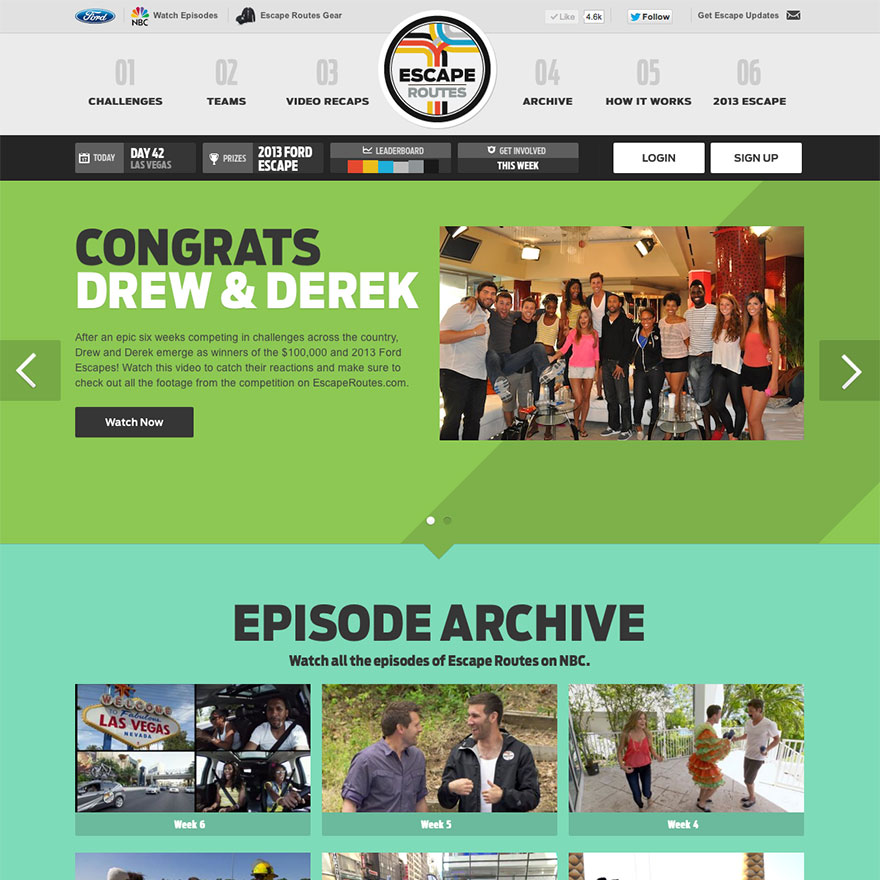 Ford
NBC
Watch Episodes
Escape Routes Gear
Like
4.6k
Follow
Get Escape Updates
01
CHALLENGES
02
TEAMS
03
VIDEO RECAPS
ESCAPE
ROUTES
04
ARCHIVE
05
HOW IT WORKS
06
2013 ESCAPE
TODAY
DAY 42
LAS VEGAS
PRIZES
2013 FORD
ESCAPE
LEADERBOARD
GET INVOLVED
THIS WEEK
LOGIN
SIGN UP
CONGRATS
DREW & DEREK
After an epic six weeks competing in challenges across the country,
Drew and Derek emerge as winners of the $100,000 and 2013 Ford
Escapes! Watch this video to catch their reactions and make sure to
check out all the footage from the competition on EscapeRoutes.com.
Watch Now
EPISODE ARCHIVE
Watch all the episodes of Escape Routes on NBC.
WELCOME
TO Fabulous
LAS VEGAS
NEVADA
Week 6
Week 5
Week 4